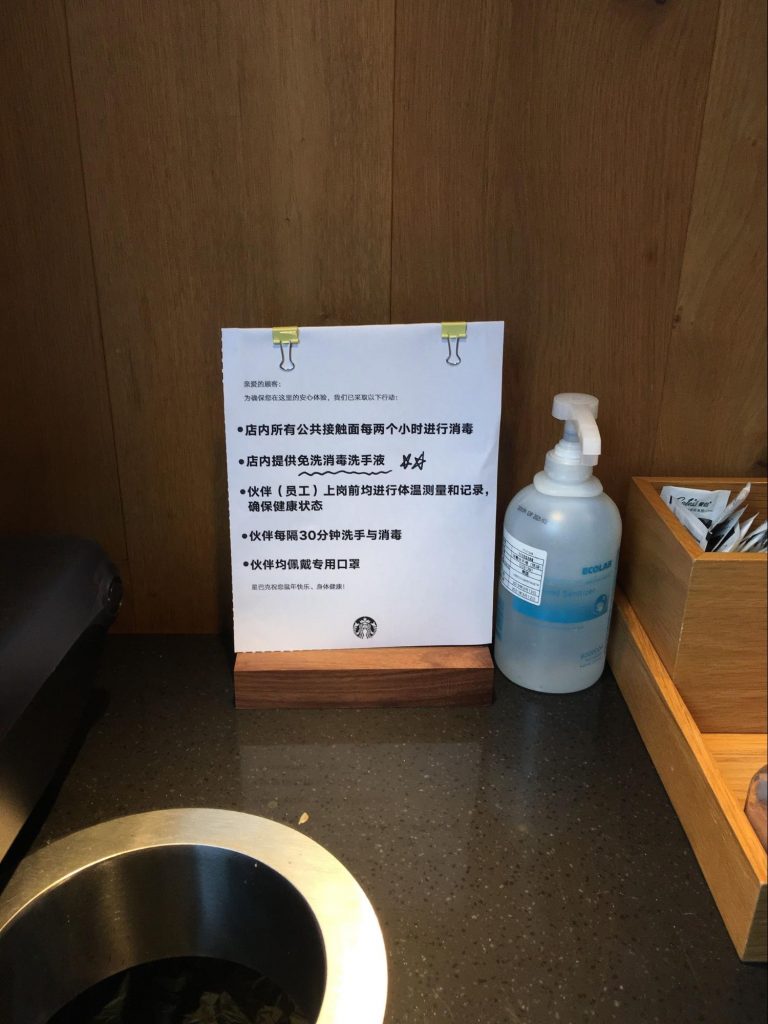 亲爱的顾客:
为确保您在这里的安心体验，我们已采取以下行动:
•店内所有公共接触面每两个小时进行消毒
•店内提供免洗消毒洗手液
•伙伴（员工）上岗前均进行体温测量和记录，
确保健康状态
•伙伴每隔30分钟洗手与消毒
•伙伴均佩戴专用口罩
星巴克祝您鼠年快乐、身体健康!
ECOLAB
Sanitizer